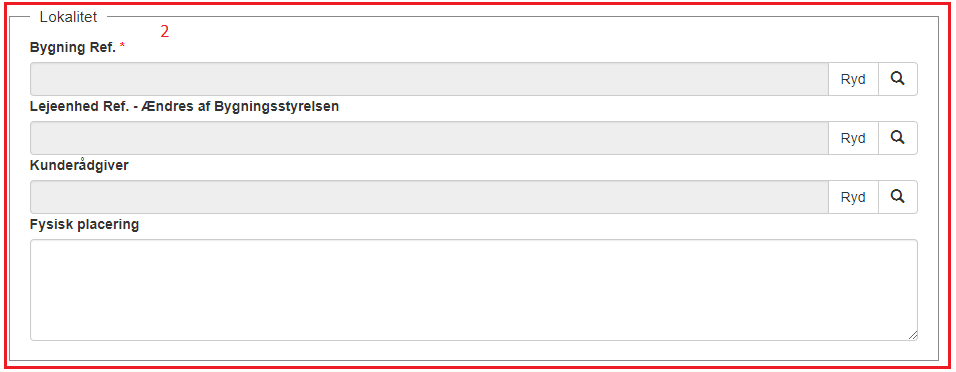 Lokalitet
2
Bygning Ref. *
Ryd
Lejeenhed Ref. - Ændres af Bygningsstyrelsen
Ryd
Kunderådgiver
Ryd
Fysisk placering